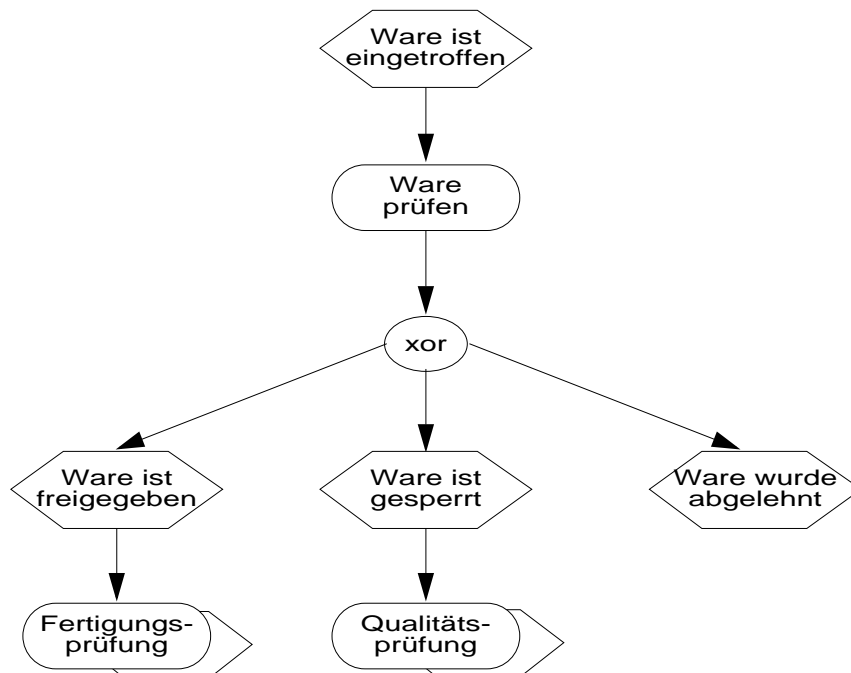 Ware ist
eingetroffen
Ware
prüfen
xor
Ware ist
freigegeben
Ware ist
gesperrt
Ware wurde
abgelehnt
Fertigungs-
prüfung
Qualitäts-
prüfung